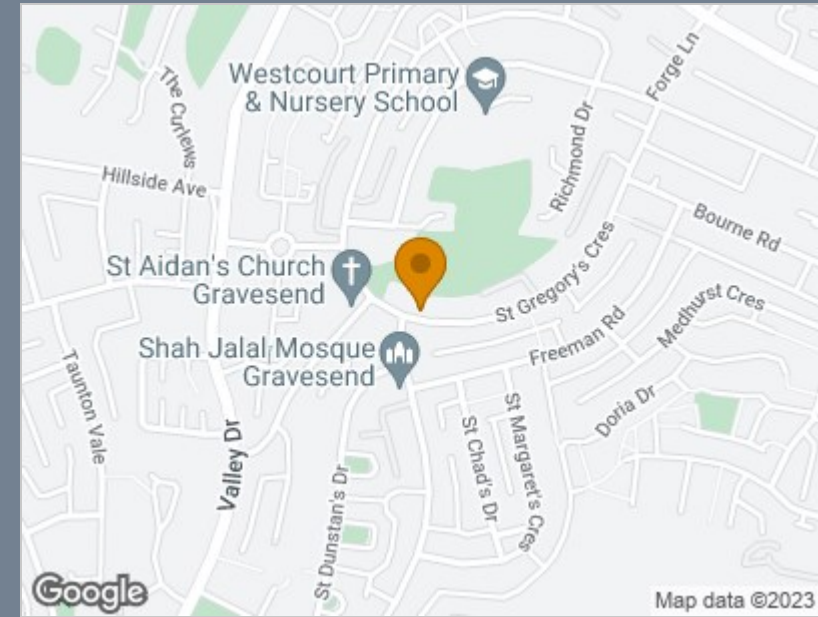 Westcourt Primary
& Nursery School
Forge Ln
The Curlews
Richmond Dr
Hillside Ave
Bourne Rd
St Aidan's Church
Gravesend
St Gregory's Cres
Medhurst Cres
Shah Jalal Mosque
Gravesend
Freeman Rd
Taunton Vale
Doria Dr
Valley Dr
St Chad's Dr
St Margaret's Cres
St Dunstan's Dr
Google
Map data ©2023